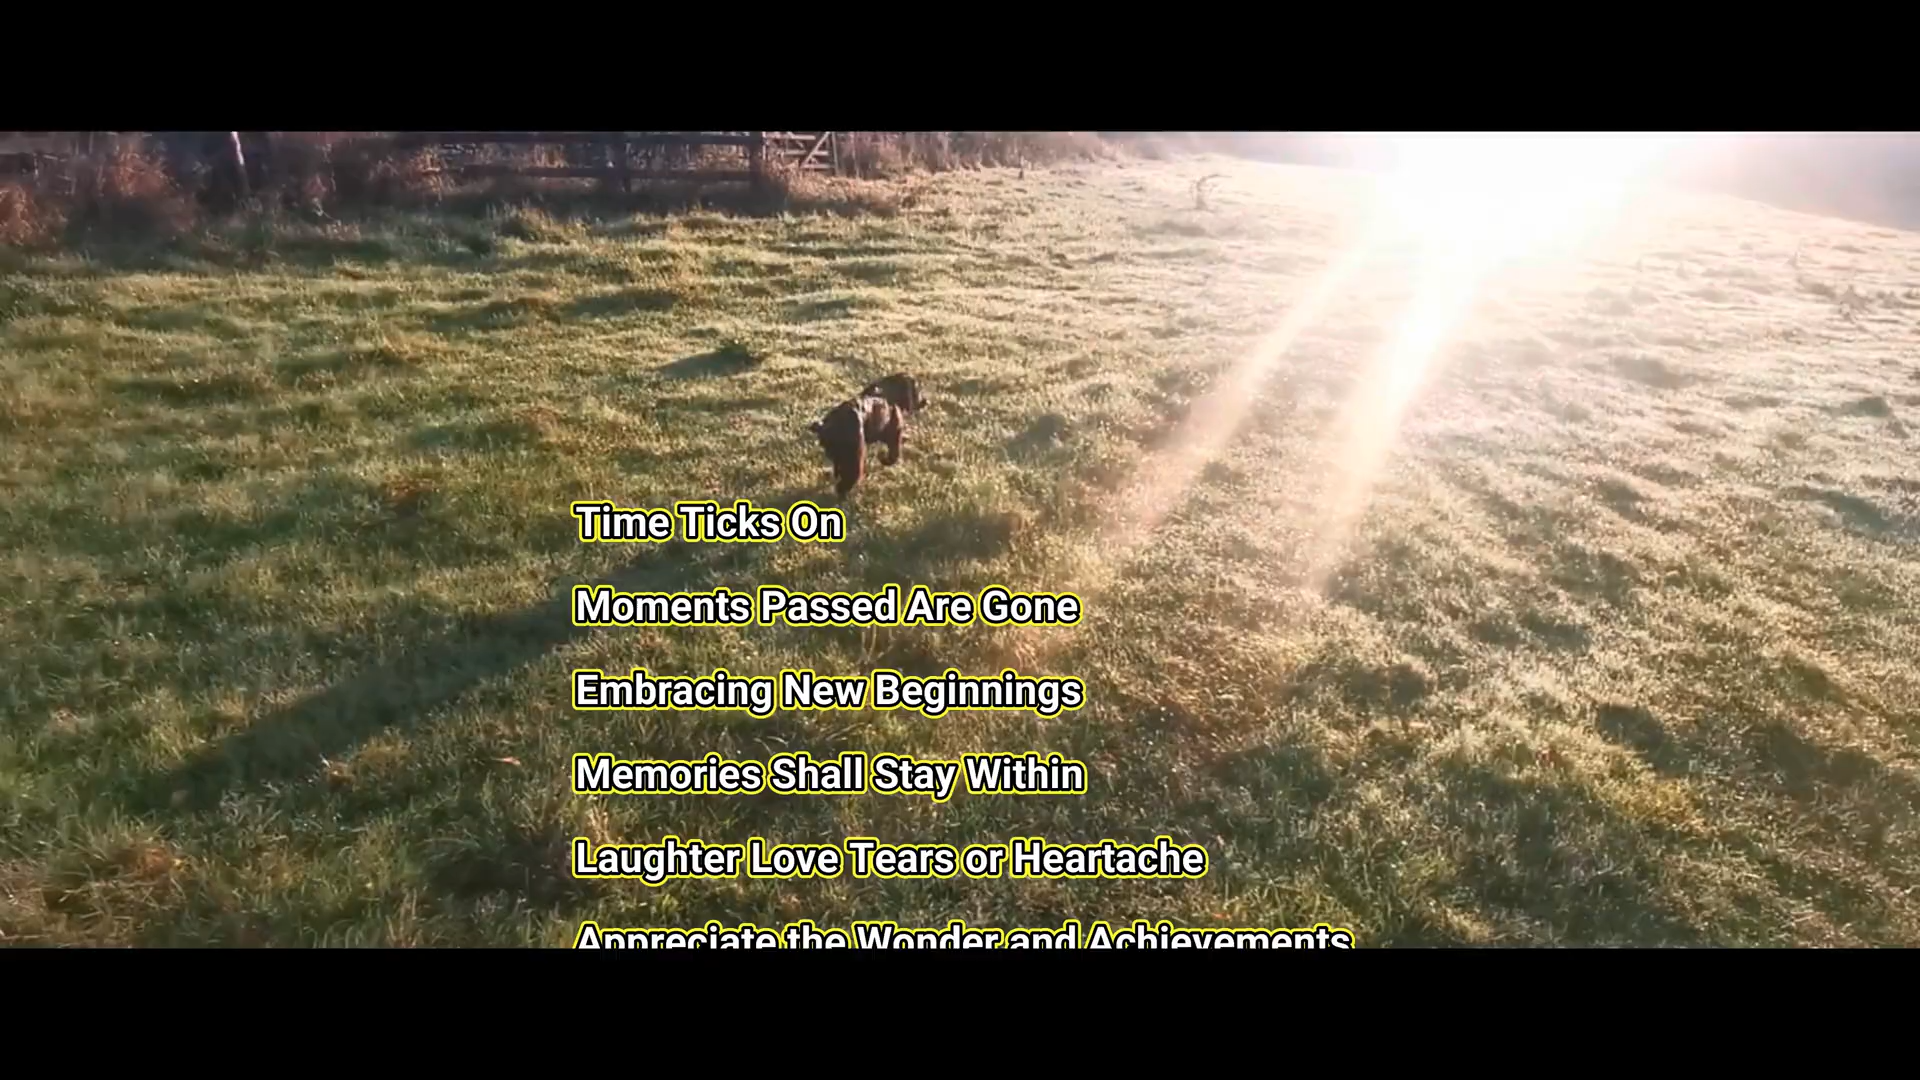 Time Ticks On
Moments Passed Are Gone
Embracing New Beginnings
Memories Shall Stay Within
Laughter Love Tears or Heartache
Appreciate the Wonder and Achievements